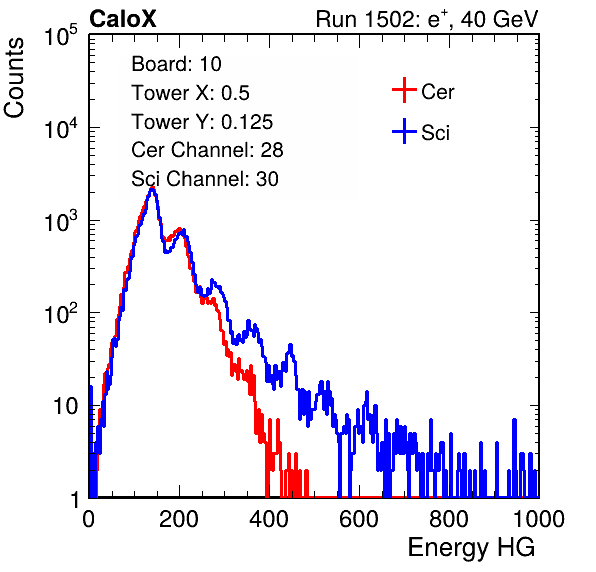 CaloX Run 1502: e⁺, 40 GeV
Counts
Board: 10
Tower X: 0.5
Tower Y: 0.125
Cer Channel: 28
Sci Channel: 30
Cer
Sci
10⁵
10⁴
10³
10²
10
1
0 200 400 600 800 1000
Energy HG